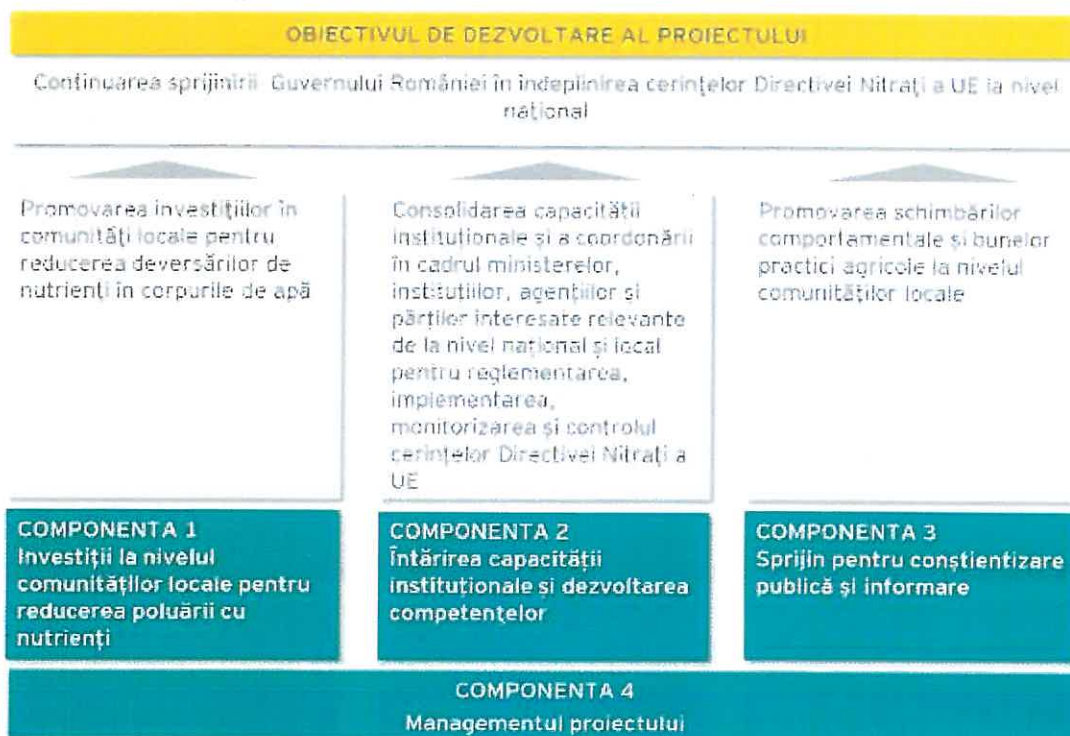 OBIECTIVUL DE DEZVOLTARE AL PROIECTULUI
Continuarea sprijinirii Guvernului României în îndeplinirea cerințelor Directivei Nitrați a UE la nivel
național
Promovarea investițiilor în
comunități locale pentru
reducerea deversărilor de
nutrienți în corpurile de apă
Consolidarea capacității
instituționale și a coordonării
în cadrul ministerelor,
instituțiilor, agențiilor și
părților interesate relevante
de la nivel național și local
pentru reglementarea,
implementarea,
monitorizarea și controlul
cerințelor Directivei Nitrați a
UE
Promovarea schimbărilor
comportamentale și bunelor
practici agricole la nivelul
comunităților locale
COMPONENTA 1
Investiții la nivelul
comunităților locale pentru
reducerea poluării cu
nutrienți
COMPONENTA 2
Întărirea capacității
instituționale și dezvoltarea
competențelor
COMPONENTA 3
Sprijin pentru conștientizare
publică și informare
COMPONENTA 4
Managementul proiectului